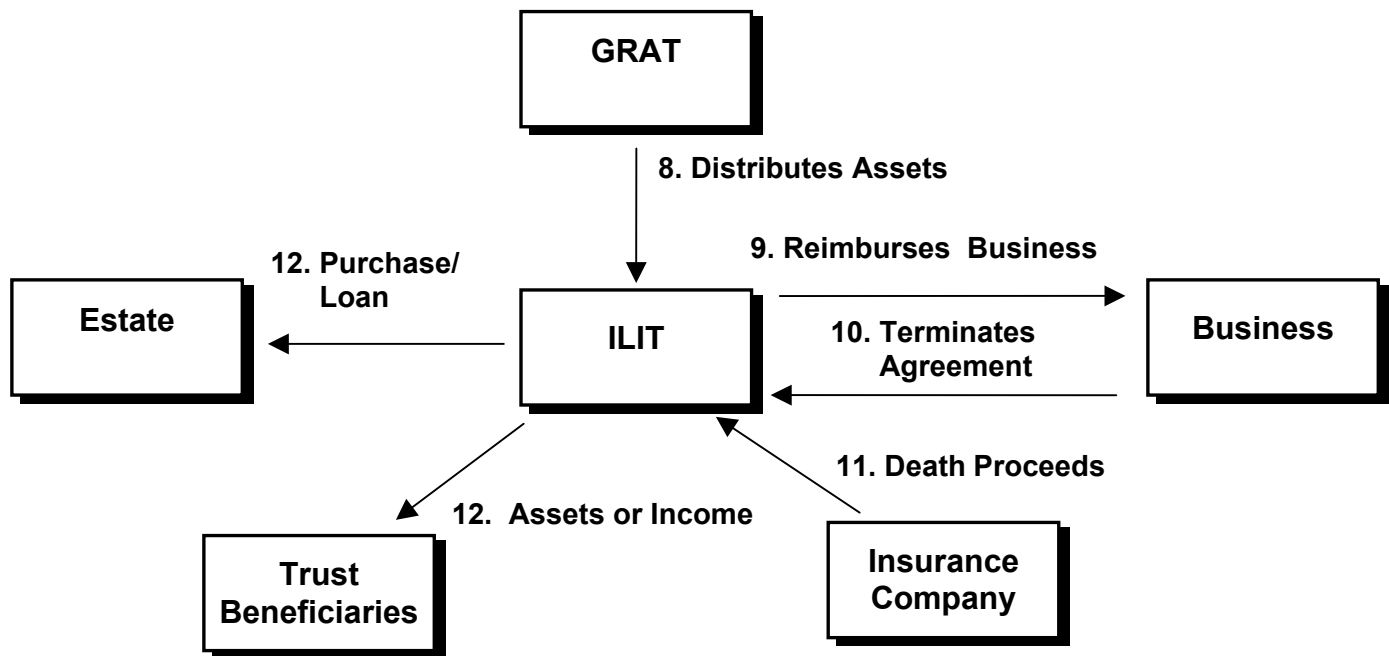 GRAT
8. Distributes Assets
9. Reimburses Business
12. Purchase/
Loan
Estate
ILIT
10. Terminates
Agreement
Business
11. Death Proceeds
12. Assets or Income
Trust
Beneficiaries
Insurance
Company